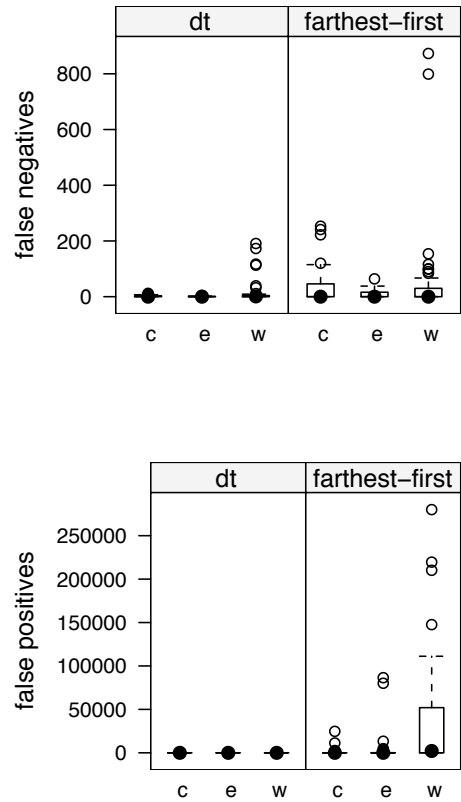 dt farthest−first
false negatives
800
600
400
200
0
c e w c e w
dt farthest−first
false positives
250000
200000
150000
100000
50000
0
c e w c e w